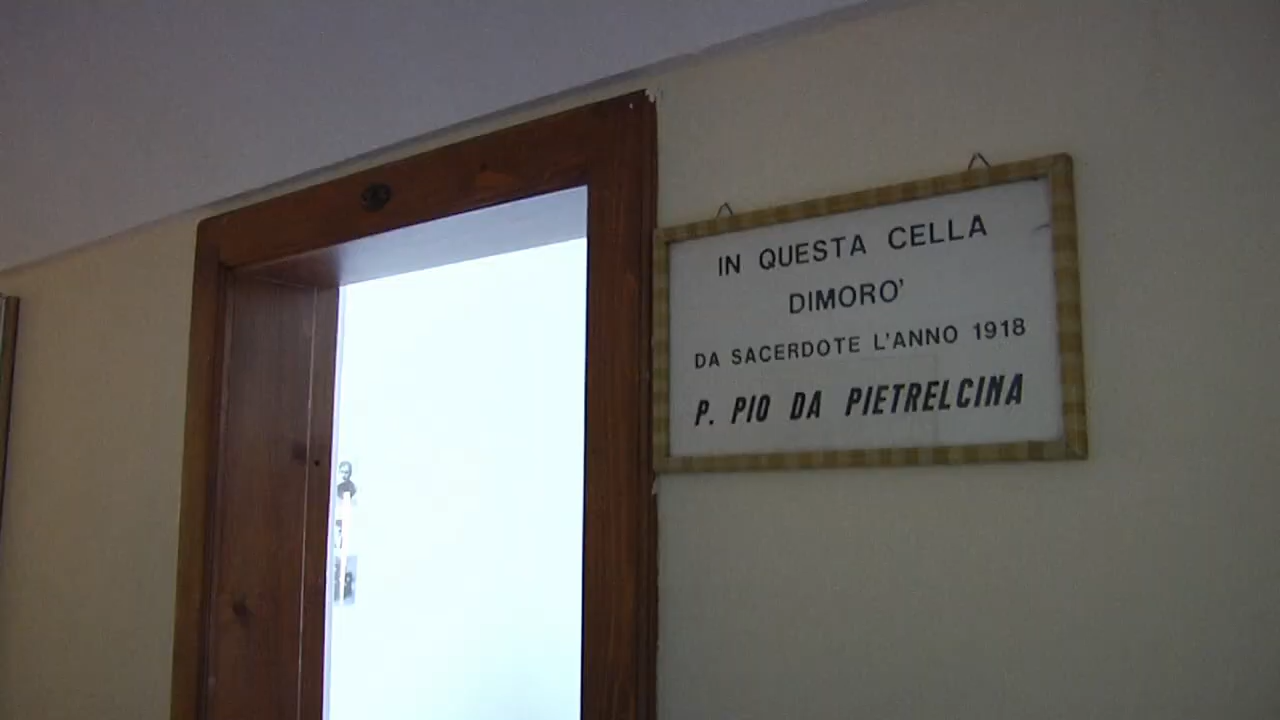 IN QUESTA CELLA
DIMORO'
DA SACERDOTE L'ANNO 1918
P. PIO DA PIETRELCINA